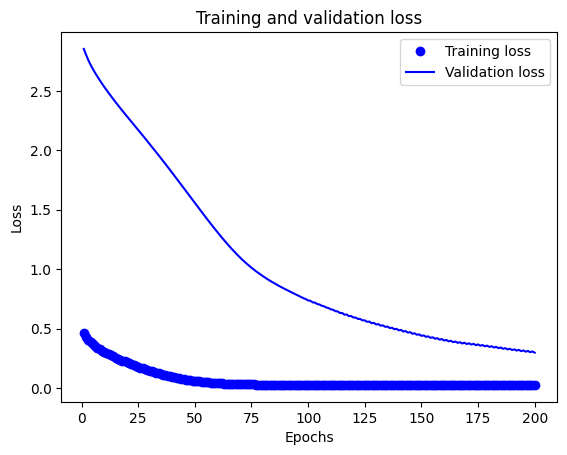 Training and validation loss
Training loss
Validation loss
2.5
2.0
1.5
1.0
0.5
0.0
Loss
0 25 50 75 100 125 150 175 200
Epochs